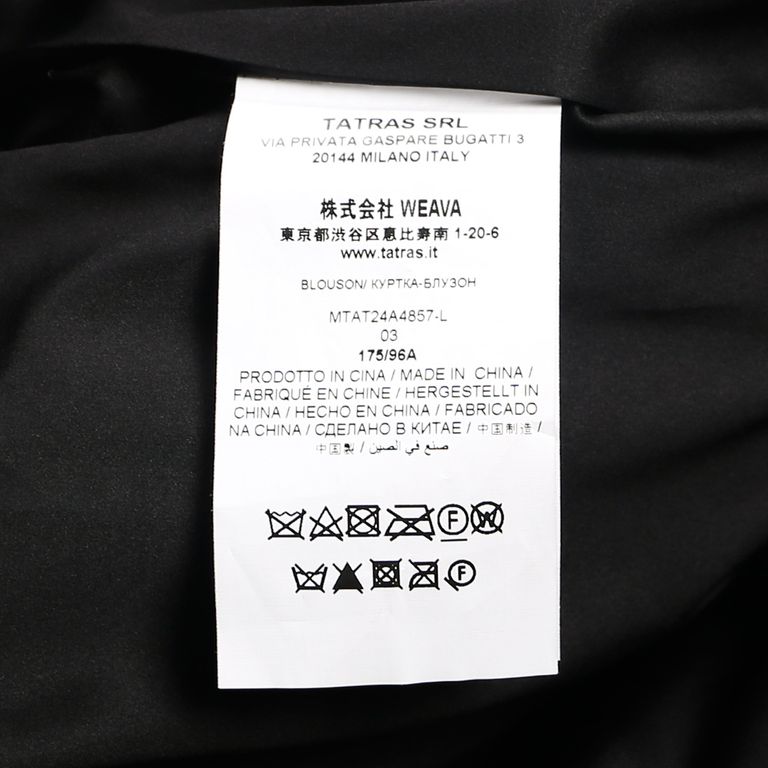 TATRAS SRL
VIA PRIVATA GASPARE BUGATTI 3
20144 MILANO ITALY
株式会社 WEAVA
東京都渋谷区恵比寿南 1-20-6
www.tatras.it
BLOUSON/ КУРТКА-БЛУЗОН
MTAT24A4857-L
03
175/96A
PRODOTTO IN CINA / MADE IN CHINA /
FABRIQUÉ EN CHINE / HERGESTELLT IN
CHINA / HECHO EN CHINA / FABRICADO
NA CHINA / СДЕЛАНО В КИТАЕ / 中国制造 /
中国製 / صنع في الصين
F W
F